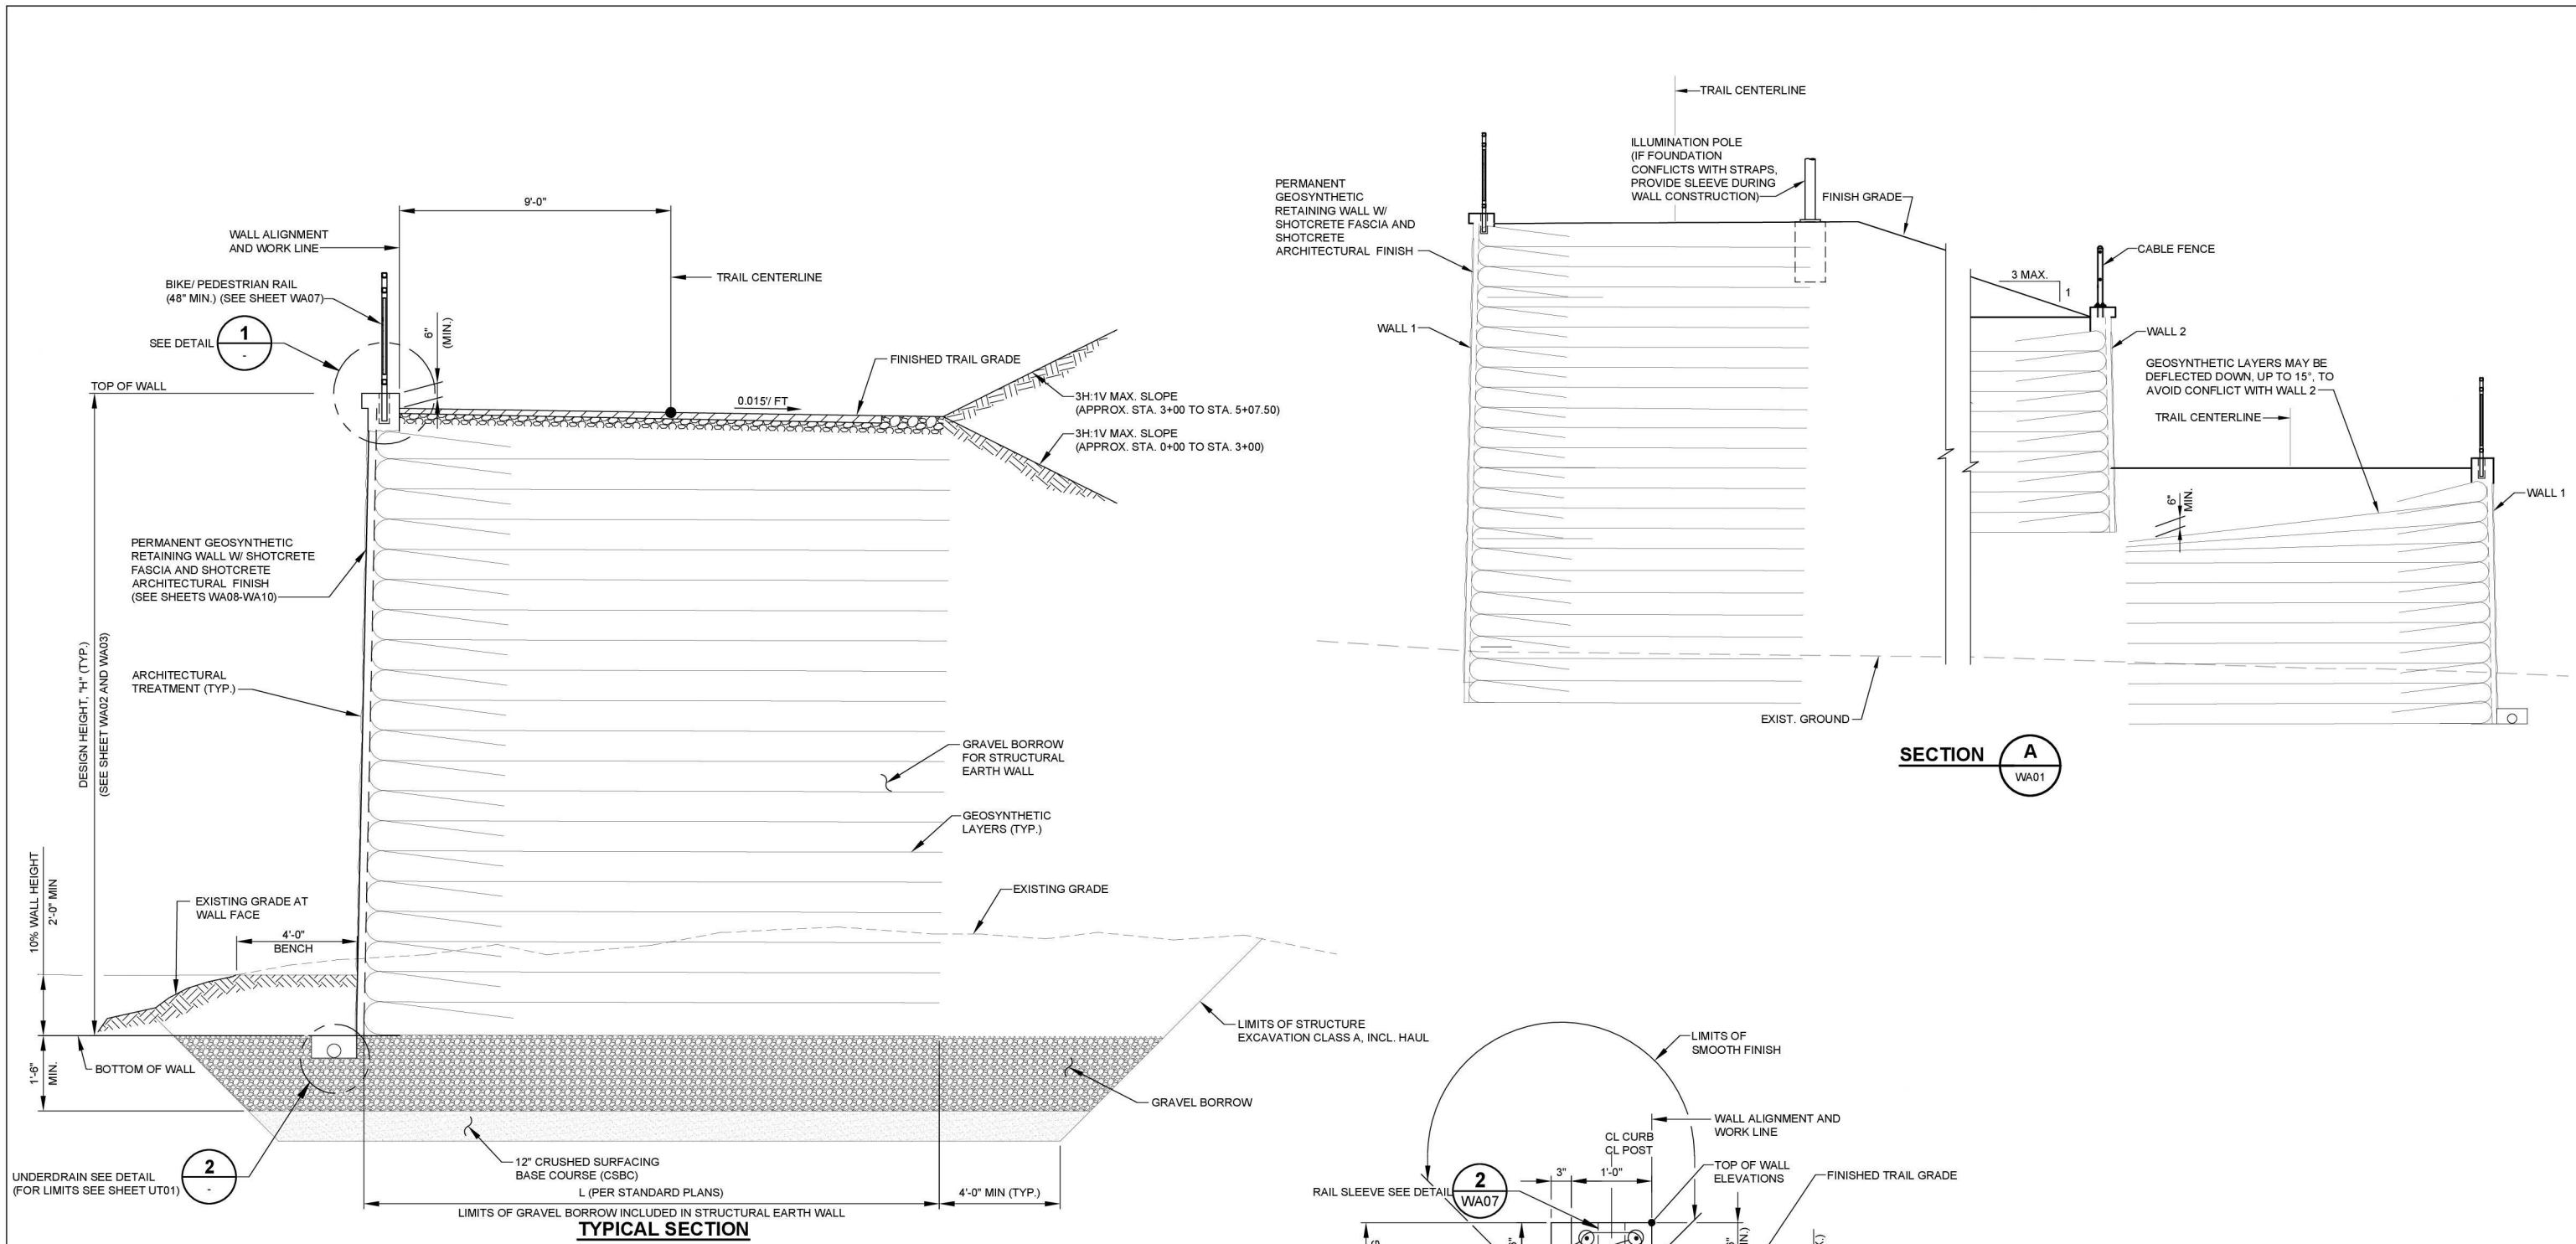 9'-0"
WALL ALIGNMENT
AND WORK LINE
TRAIL CENTERLINE
BIKE/ PEDESTRIAN RAIL
(48" MIN.) (SEE SHEET WA07)
1
-
SEE DETAIL
6"
(MIN.)
FINISHED TRAIL GRADE
TOP OF WALL
0.015'/ FT
3H:1V MAX. SLOPE
(APPROX. STA. 3+00 TO STA. 5+07.50)
3H:1V MAX. SLOPE
(APPROX. STA. 0+00 TO STA. 3+00)
PERMANENT GEOSYNTHETIC
RETAINING WALL W/ SHOTCRETE
FASCIA AND SHOTCRETE
ARCHITECTURAL FINISH
(SEE SHEETS WA08-WA10)
DESIGN HEIGHT, "H" (TYP.)
(SEE SHEET WA02 AND WA03)
ARCHITECTURAL
TREATMENT (TYP.)
GRAVEL BORROW
FOR STRUCTURAL
EARTH WALL
GEOSYNTHETIC
LAYERS (TYP.)
10% WALL HEIGHT
2'-0" MIN
EXISTING GRADE AT
WALL FACE
4'-0"
BENCH
EXISTING GRADE
LIMITS OF STRUCTURE
EXCAVATION CLASS A, INCL. HAUL
1'-6"
MIN.
BOTTOM OF WALL
GRAVEL BORROW
12" CRUSHED SURFACING
BASE COURSE (CSBC)
UNDERDRAIN SEE DETAIL
(FOR LIMITS SEE SHEET UT01)
2
-
L (PER STANDARD PLANS)
4'-0" MIN (TYP.)
LIMITS OF GRAVEL BORROW INCLUDED IN STRUCTURAL EARTH WALL
TYPICAL SECTION
TRAIL CENTERLINE
ILLUMINATION POLE
(IF FOUNDATION
CONFLICTS WITH STRAPS,
PROVIDE SLEEVE DURING
WALL CONSTRUCTION)
PERMANENT
GEOSYNTHETIC
RETAINING WALL W/
SHOTCRETE FASCIA AND
SHOTCRETE
ARCHITECTURAL FINISH
FINISH GRADE
CABLE FENCE
3 MAX.
1
WALL 1
WALL 2
GEOSYNTHETIC LAYERS MAY BE
DEFLECTED DOWN, UP TO 15°, TO
AVOID CONFLICT WITH WALL 2
TRAIL CENTERLINE
6"
MIN.
WALL 1
EXIST. GROUND
SECTION
A
WA01
LIMITS OF
SMOOTH FINISH
WALL ALIGNMENT AND
WORK LINE
CL CURB
CL POST
3"
1'-0"
TOP OF WALL
ELEVATIONS
FINISHED TRAIL GRADE
RAIL SLEEVE SEE DETAIL
2
WA07